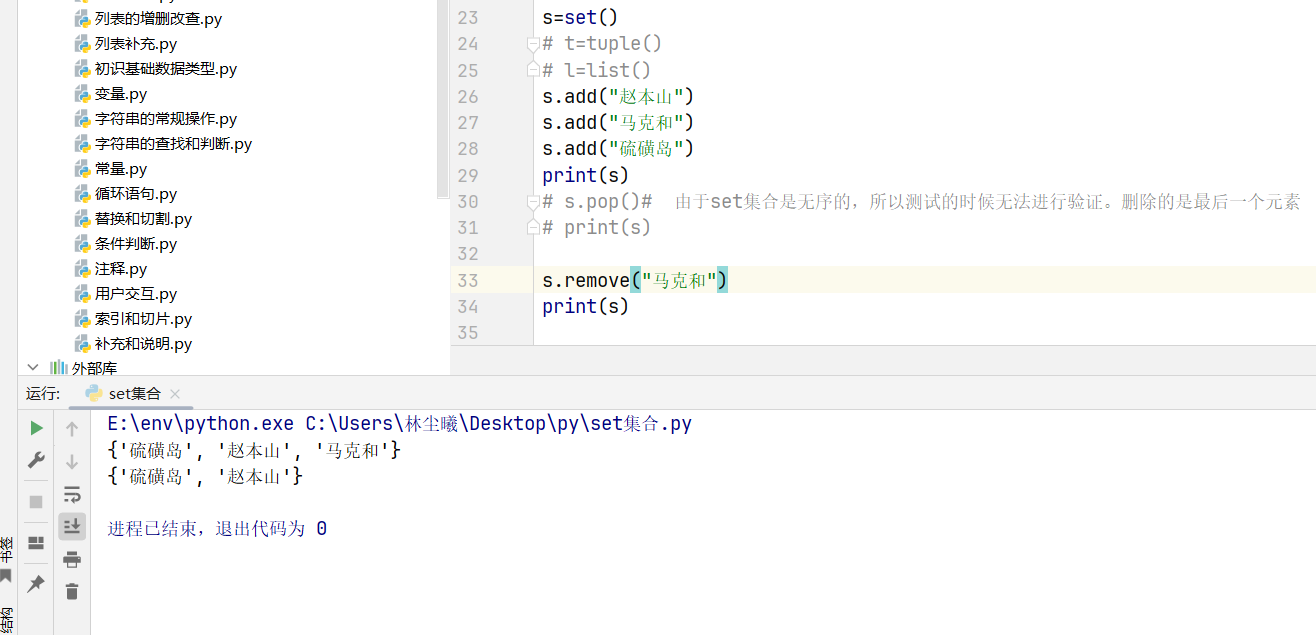 列表的增删改查.py
列表补充.py
初识基础数据类型.py
变量.py
字符串的常规操作.py
字符串的查找和判断.py
常量.py
循环语句.py
替换和切割.py
条件判断.py
注释.py
用户交互.py
索引和切片.py
补充和说明.py
外部库
23 s=set()
24 # t=tuple()
25 # l=list()
26 s.add("赵本山")
27 s.add("马克和")
28 s.add("硫磺岛")
29 print(s)
30 # s.pop()#  由于set集合是无序的，所以测试的时候无法进行验证。删除的是最后一个元素
31 # print(s)
32
33 s.remove("马克和")
34 print(s)
35
运行: set集合
E:\env\python.exe C:\Users\林尘曦\Desktop\py\set集合.py
{'硫磺岛', '赵本山', '马克和'}
{'硫磺岛', '赵本山'}
进程已结束，退出代码为 0
书签
结构